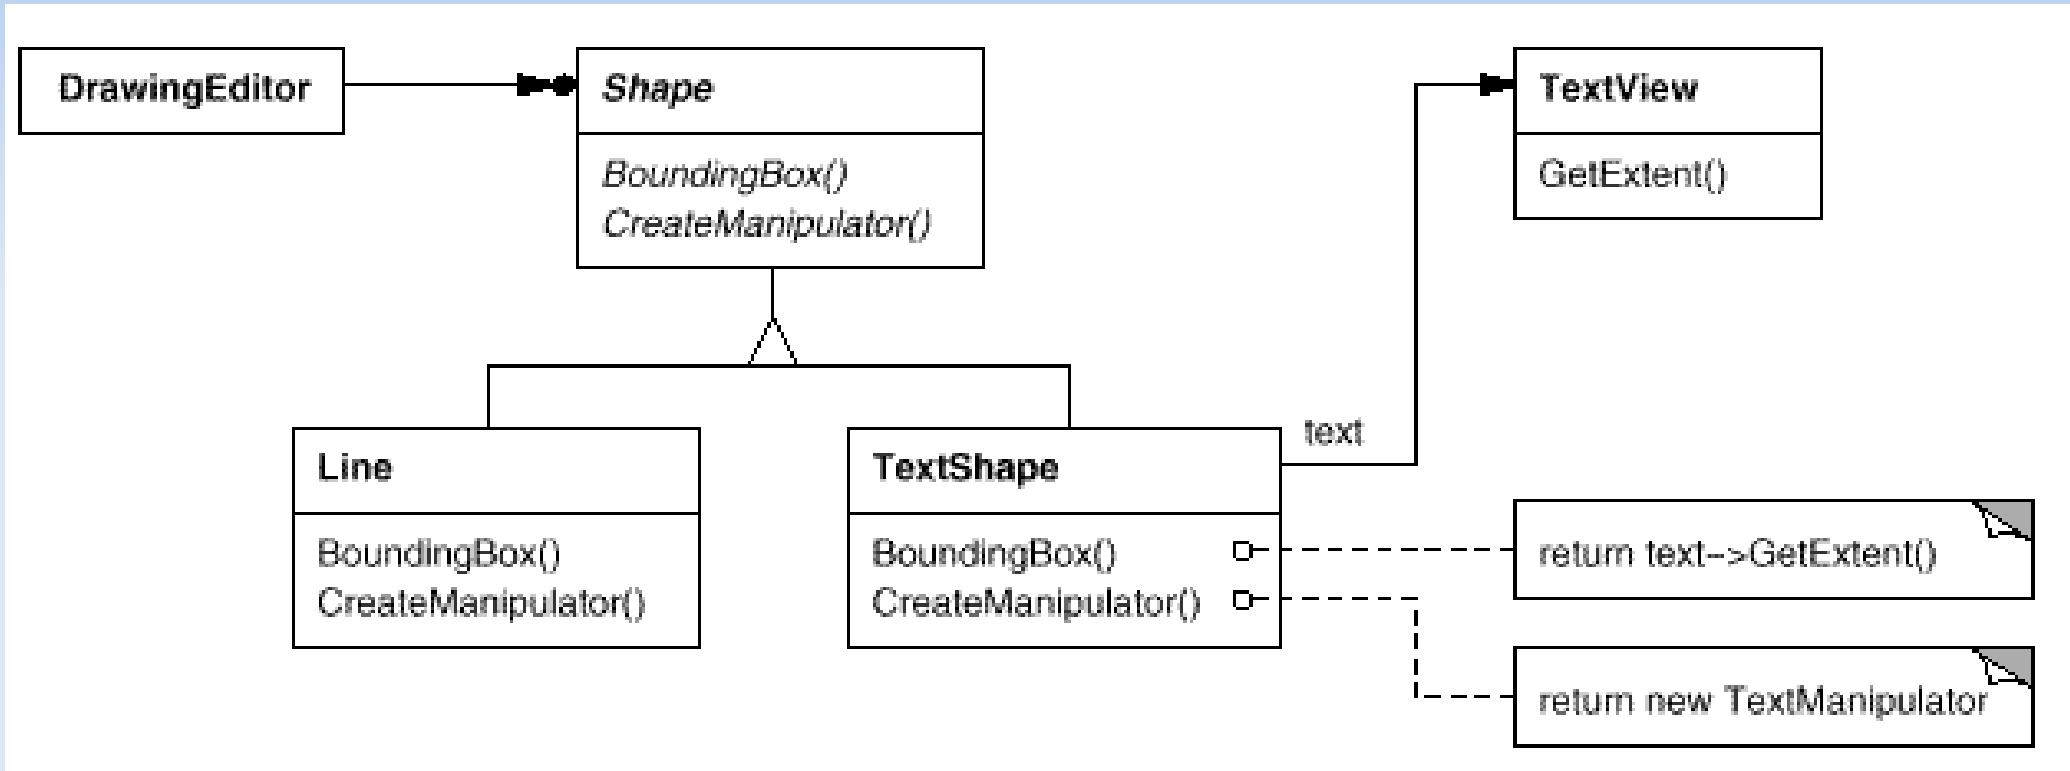 DrawingEditor
Shape
BoundingBox()
CreateManipulator()
TextView
GetExtent()
Line
BoundingBox()
CreateManipulator()
TextShape
BoundingBox()
CreateManipulator()
text
return text-->GetExtent()
return new TextManipulator